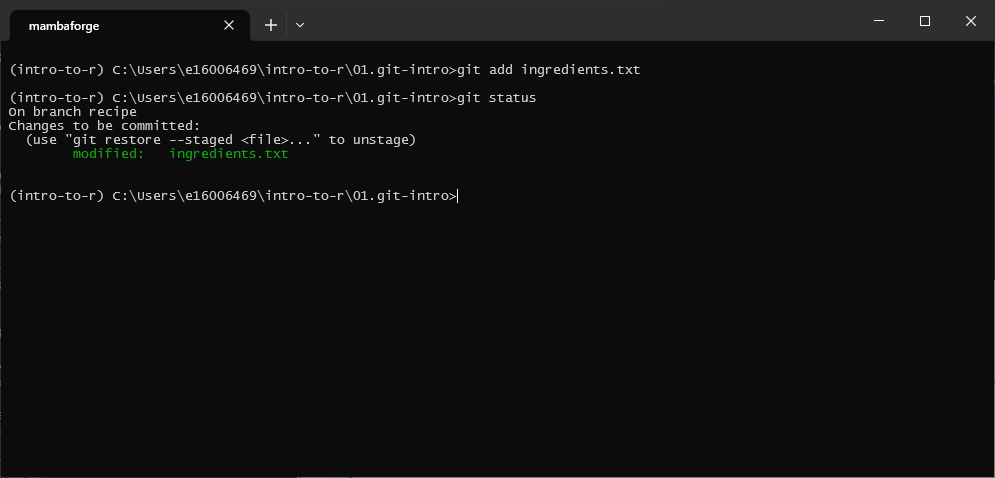 mambaforge
(intro-to-r) C:\Users\e16006469\intro-to-r\01.git-intro>git add ingredients.txt
(intro-to-r) C:\Users\e16006469\intro-to-r\01.git-intro>git status
On branch recipe
Changes to be committed:
  (use "git restore --staged <file>..." to unstage)
        modified:   ingredients.txt
(intro-to-r) C:\Users\e16006469\intro-to-r\01.git-intro>